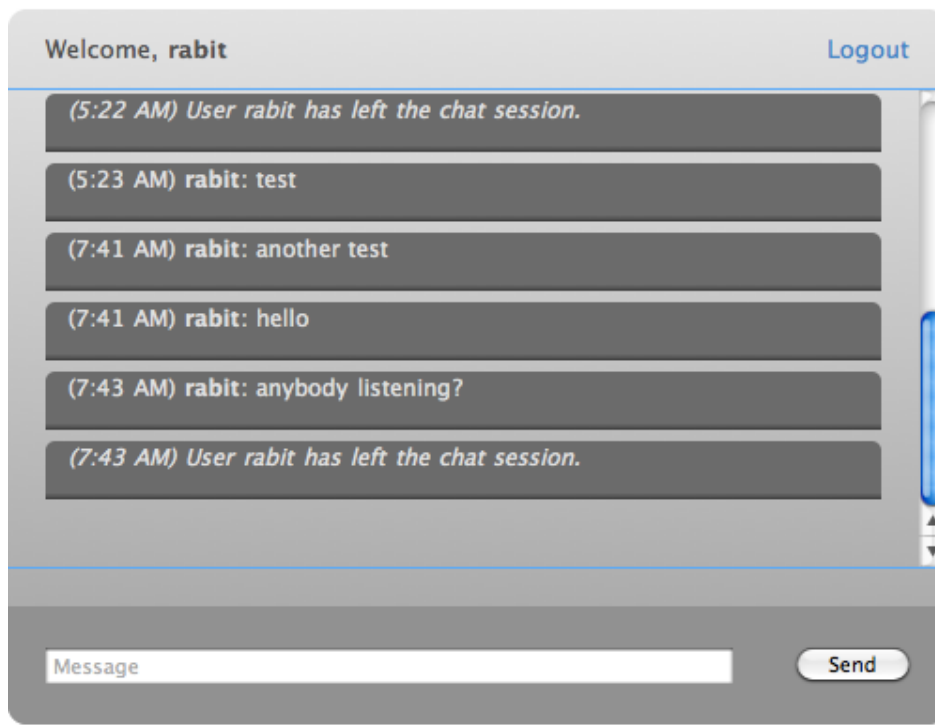 Welcome, rabit
Logout
(5:22 AM) User rabit has left the chat session.
(5:23 AM) rabit: test
(7:41 AM) rabit: another test
(7:41 AM) rabit: hello
(7:43 AM) rabit: anybody listening?
(7:43 AM) User rabit has left the chat session.
Message
Send